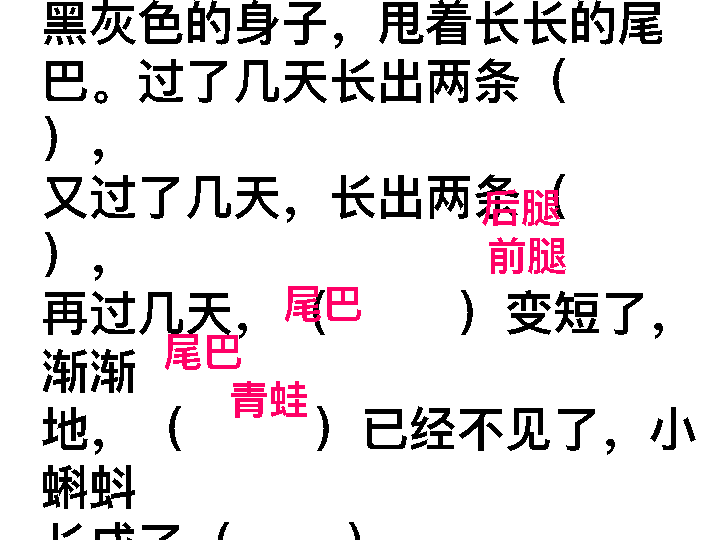 黑灰色的身子，甩着长长的尾
巴。过了几天长出两条（
），
又过了几天，长出两条（
后腿
），
前腿
再过几天，（　　）变短了，
尾巴
渐渐
尾巴
地，（　　）已经不见了，小
青蛙
蝌蚪
长成了（　　）